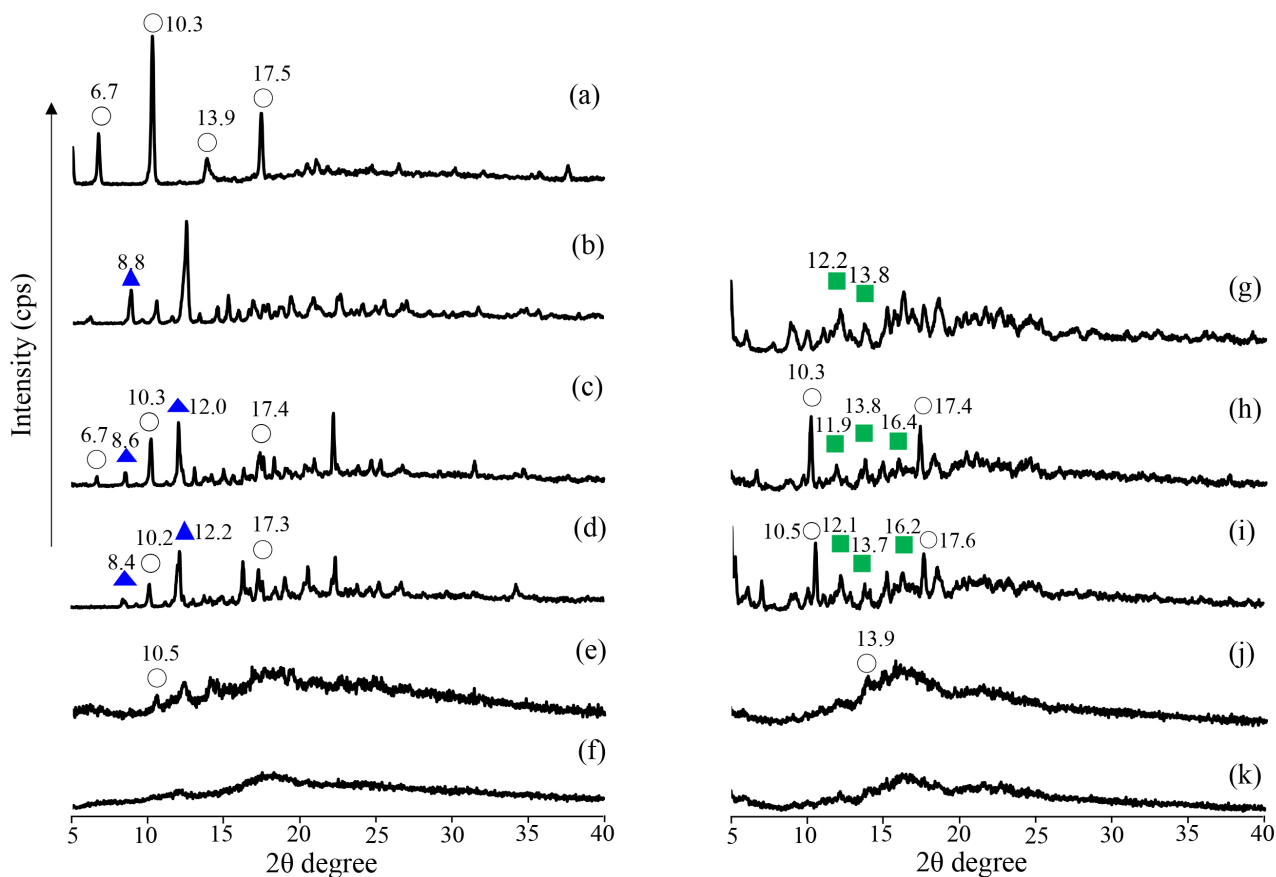 10.3
6.7
13.9
17.5
(a)
8.8
(b)
6.7
8.6
10.3
12.0
17.4
(c)
8.4
10.2
12.2
17.3
(d)
10.5
(e)
(f)
5 10 15 20 25 30 35 40
2θ degree
Intensity (cps)
12.2
13.8
(g)
10.3
11.9
13.8
16.4
17.4
(h)
10.5
12.1
13.7
16.2
17.6
(i)
13.9
(j)
(k)
5 10 15 20 25 30 35 40
2θ degree